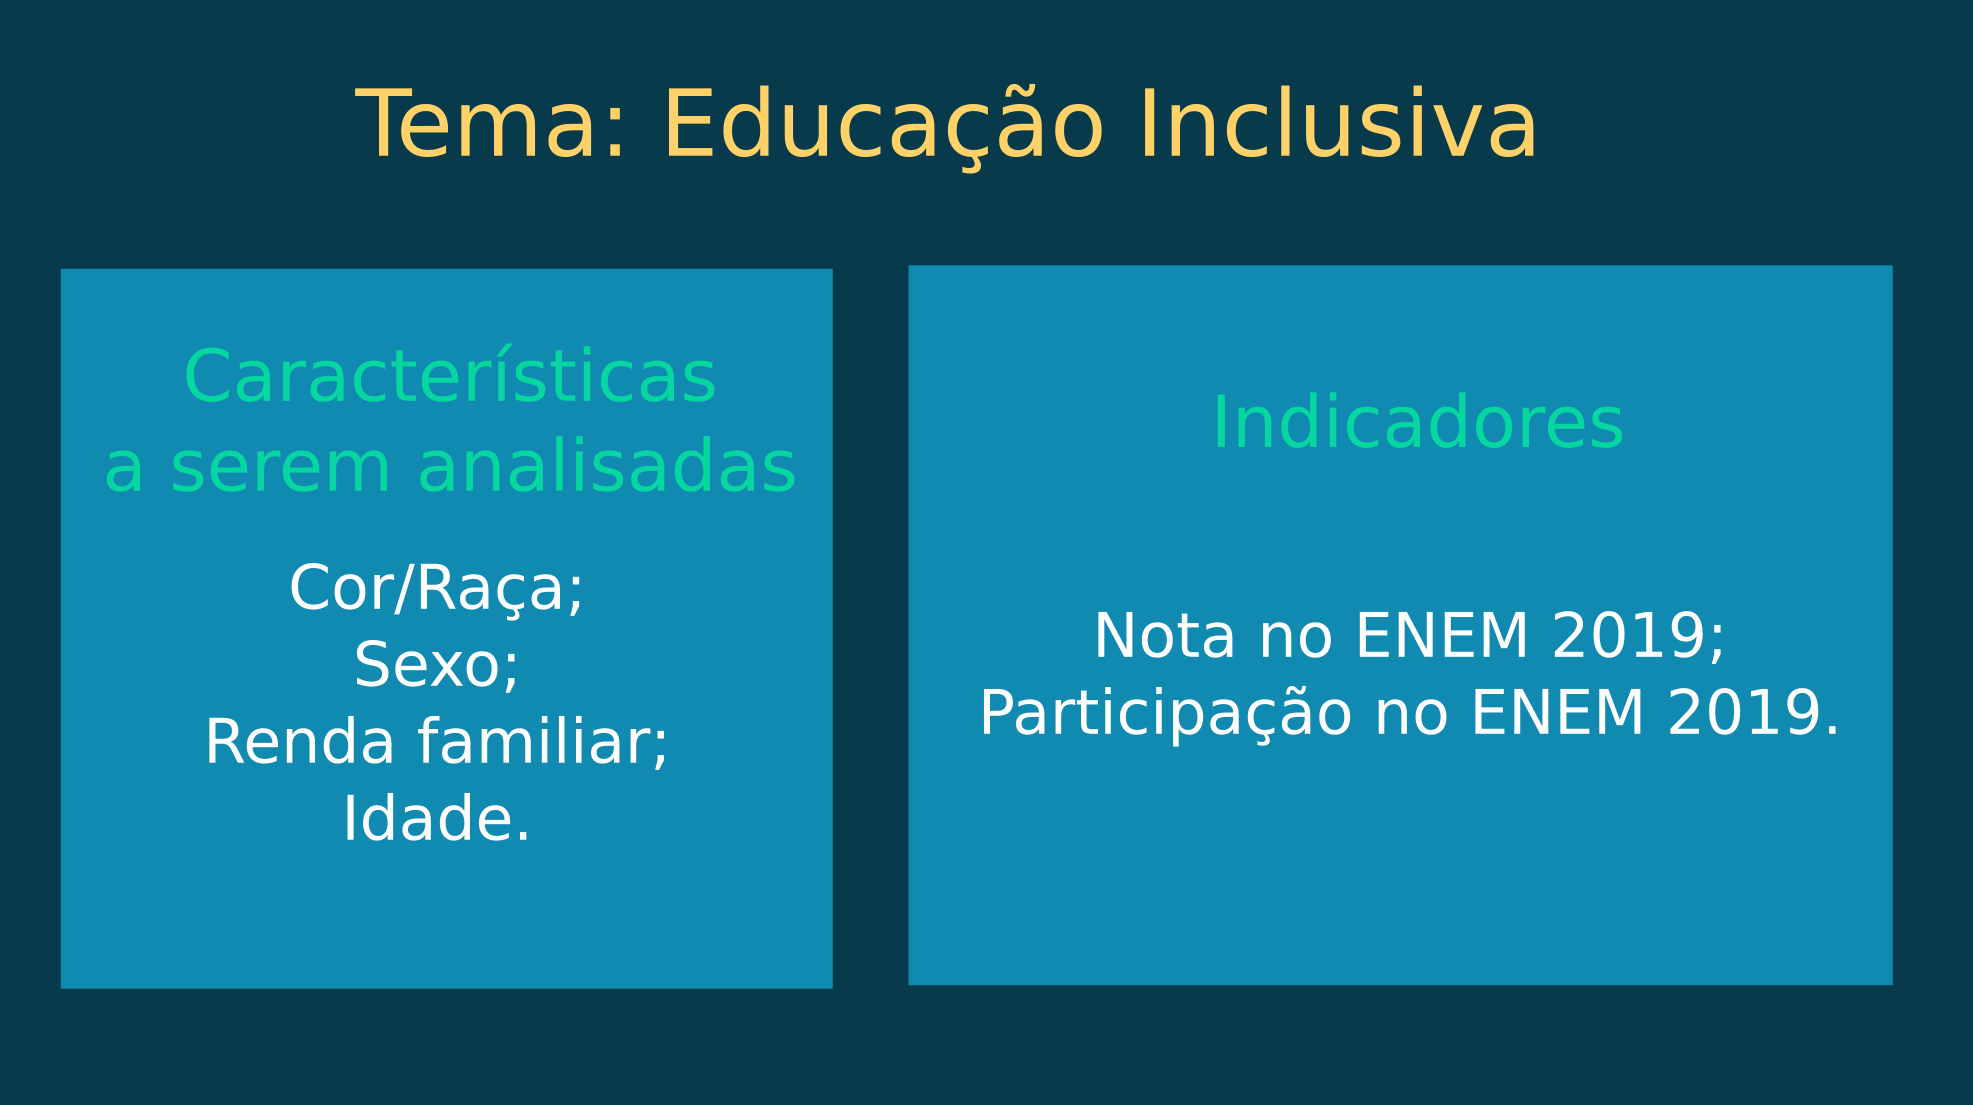 Tema: Educação Inclusiva
Características
a serem analisadas
Cor/Raça;
Sexo;
Renda familiar;
Idade.
Indicadores
Nota no ENEM 2019;
Participação no ENEM 2019.